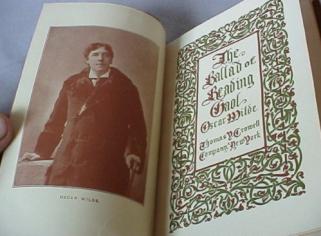 OSCAR WILDE.
The
Ballad of
Reading
Gaol
Oscar Wilde
Thomas Y. Crowell
Company. New York